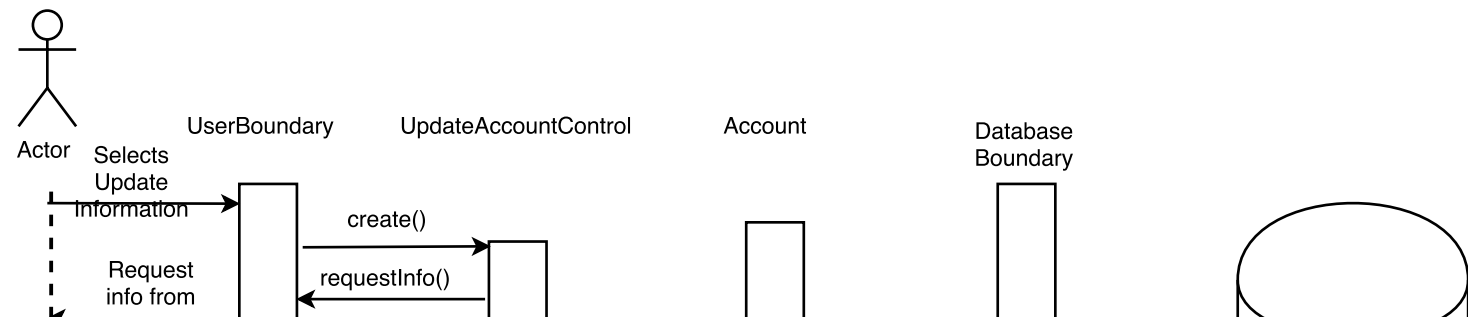 UserBoundary
UpdateAccountControl
Account
Database
Boundary
Actor
Selects
Update
Information
create()
requestInfo()
Request
info from